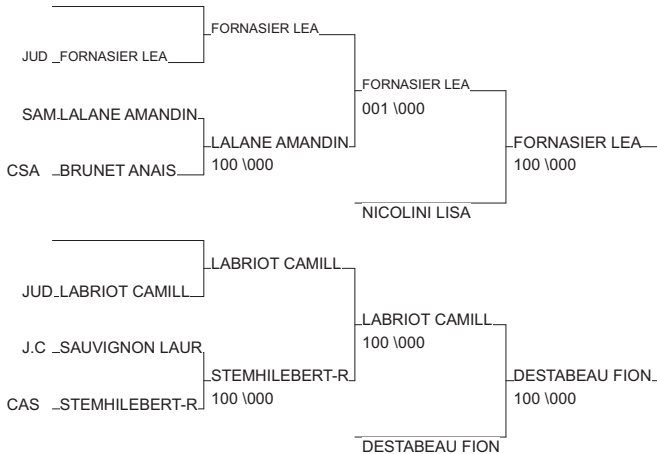 FORNASIER LEA
JUD FORNASIER LEA
FORNASIER LEA
001 \000
SAM LALANE AMANDIN
LALANE AMANDIN
100 \000
FORNASIER LEA
100 \000
CSA BRUNET ANAIS
NICOLINI LISA
LABRIOT CAMILL
JUD LABRIOT CAMILL
LABRIOT CAMILL
100 \000
J.C SAUVIGNON LAUR
STEMHILEBERT-R
100 \000
DESTABEAU FION
100 \000
CAS STEMHILEBERT-R
DESTABEAU FION